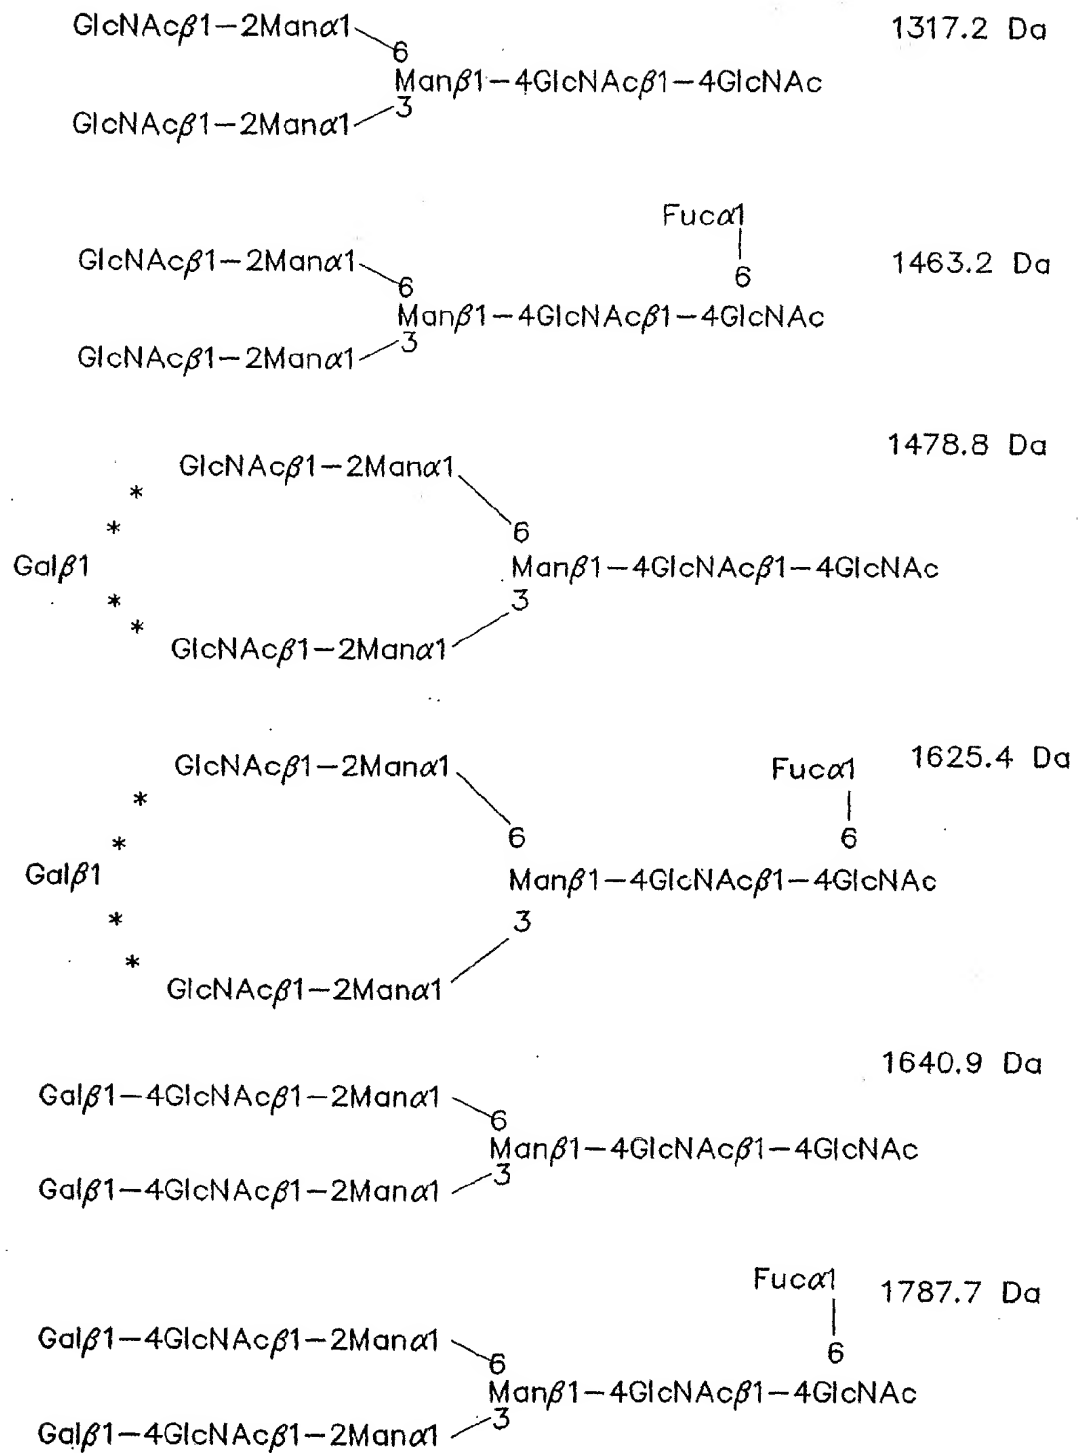 GlcNAcβ1-2Manα1 1317.2 Da
6
Manβ1-4GlcNAcβ1-4GlcNAc
3
GlcNAcβ1-2Manα1
Fucα1
GlcNAcβ1-2Manα1 6 1463.2 Da
6
Manβ1-4GlcNAcβ1-4GlcNAc
3
GlcNAcβ1-2Manα1
1478.8 Da
GlcNAcβ1-2Manα1
*
* 6
Galβ1 Manβ1-4GlcNAcβ1-4GlcNAc
* 3
*
GlcNAcβ1-2Manα1
GlcNAcβ1-2Manα1 Fucα1 1625.4 Da
*
* 6 6
Galβ1 Manβ1-4GlcNAcβ1-4GlcNAc
* 3
*
GlcNAcβ1-2Manα1
1640.9 Da
Galβ1-4GlcNAcβ1-2Manα1
6
Manβ1-4GlcNAcβ1-4GlcNAc
3
Galβ1-4GlcNAcβ1-2Manα1
Fucα1 1787.7 Da
Galβ1-4GlcNAcβ1-2Manα1 6
6
Manβ1-4GlcNAcβ1-4GlcNAc
3
Galβ1-4GlcNAcβ1-2Manα1